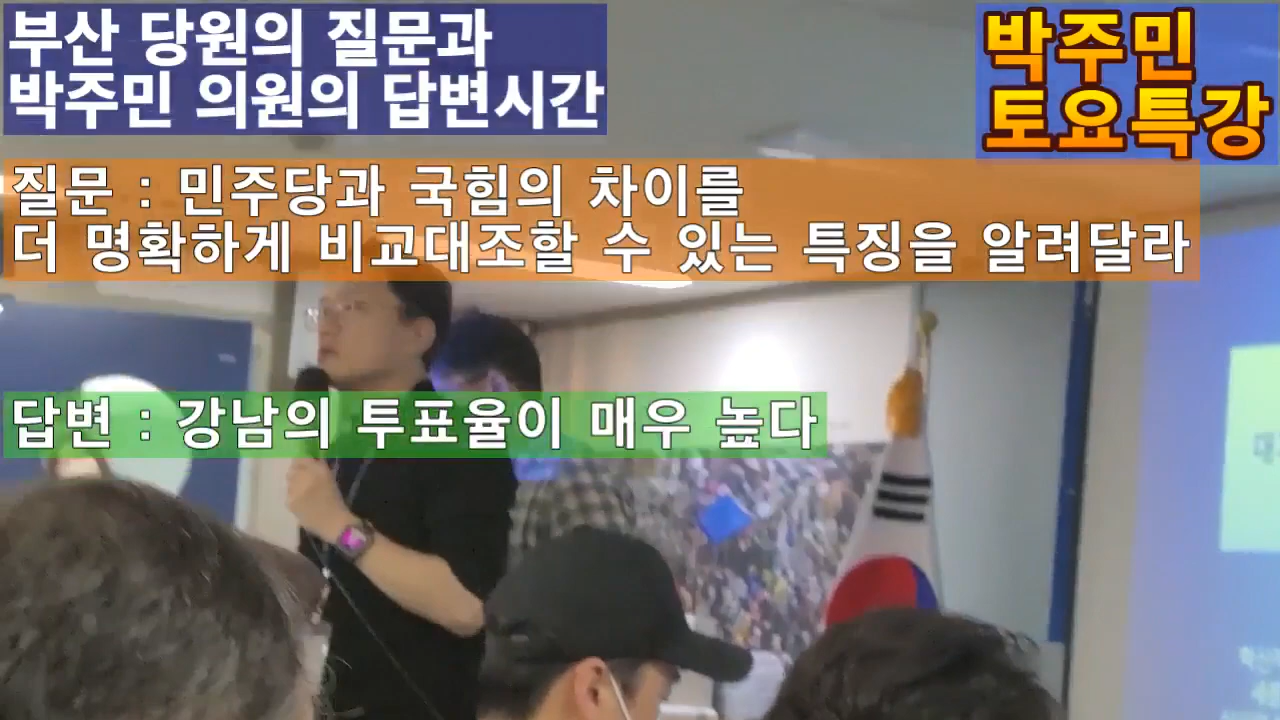 부산 당원의 질문과
박주민 의원의 답변시간
박주민
토요특강
질문 : 민주당과 국힘의 차이를
더 명확하게 비교대조할 수 있는 특징을 알려달라
답변 : 강남의 투표율이 매우 높다